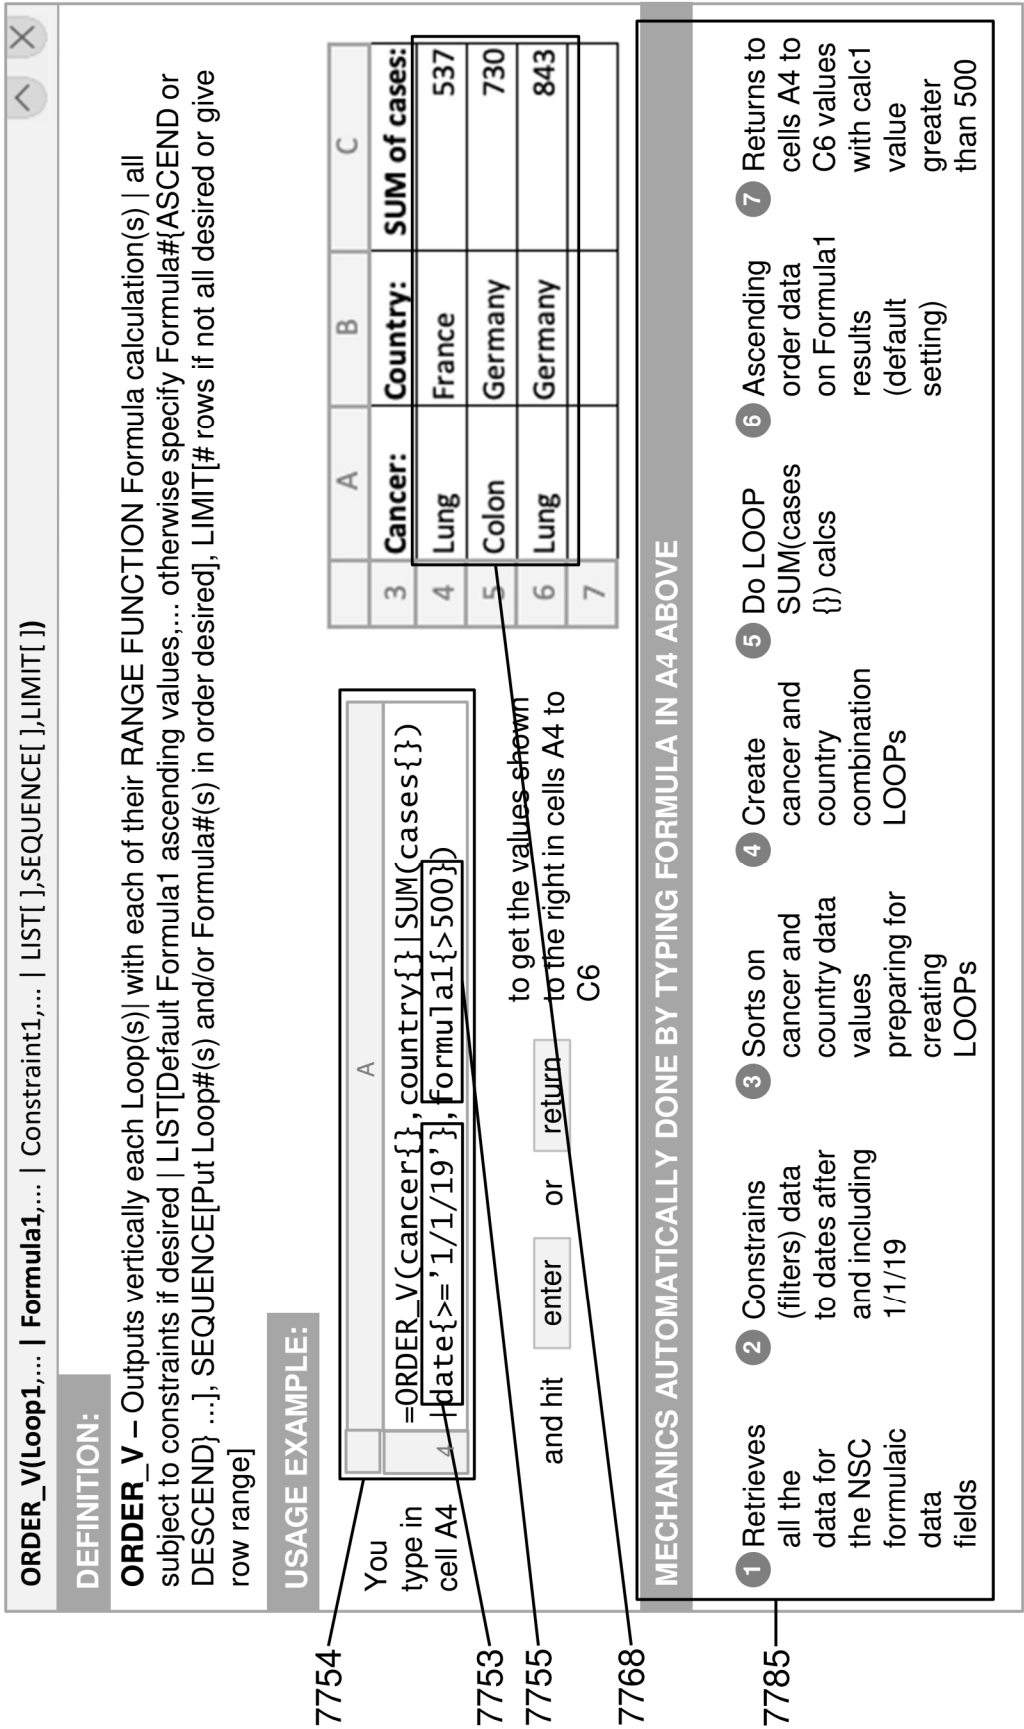 ORDER_V(Loop1,... | Formula1,... | Constraint1,... | LIST[ ],SEQUENCE[ ],LIMIT[ ])
DEFINITION:
ORDER_V – Outputs vertically each Loop(s)| with each of their RANGE FUNCTION Formula calculation(s) | all
subject to constraints if desired | LIST[Default Formula1 ascending values,... otherwise specify Formula#{ASCEND or
DESCEND} ...], SEQUENCE[Put Loop#(s) and/or Formula#(s) in order desired], LIMIT[# rows if not all desired or give
row range]
USAGE EXAMPLE:
You
type in
cell A4
A
4
=ORDER_V(cancer{},country{}|SUM(cases{})
|date{>='1/1/19'},formula1{>500})
and hit
enter
or
return
to get the values shown
to the right in cells A4 to
C6
A B C
3 Cancer: Country: SUM of cases:
4 Lung France 537
5 Colon Germany 730
6 Lung Germany 843
7
MECHANICS AUTOMATICALLY DONE BY TYPING FORMULA IN A4 ABOVE
1 Retrieves
all the
data for
the NSC
formulaic
data
fields
2 Constrains
(filters) data
to dates after
and including
1/1/19
3 Sorts on
cancer and
country data
values
preparing for
creating
LOOPs
4 Create
cancer and
country
combination
LOOPs
5 Do LOOP
SUM(cases
{}) calcs
6 Ascending
order data
on Formula1
results
(default
setting)
7 Returns to
cells A4 to
C6 values
with calc1
value
greater
than 500
7754
7753
7755
7768
7785